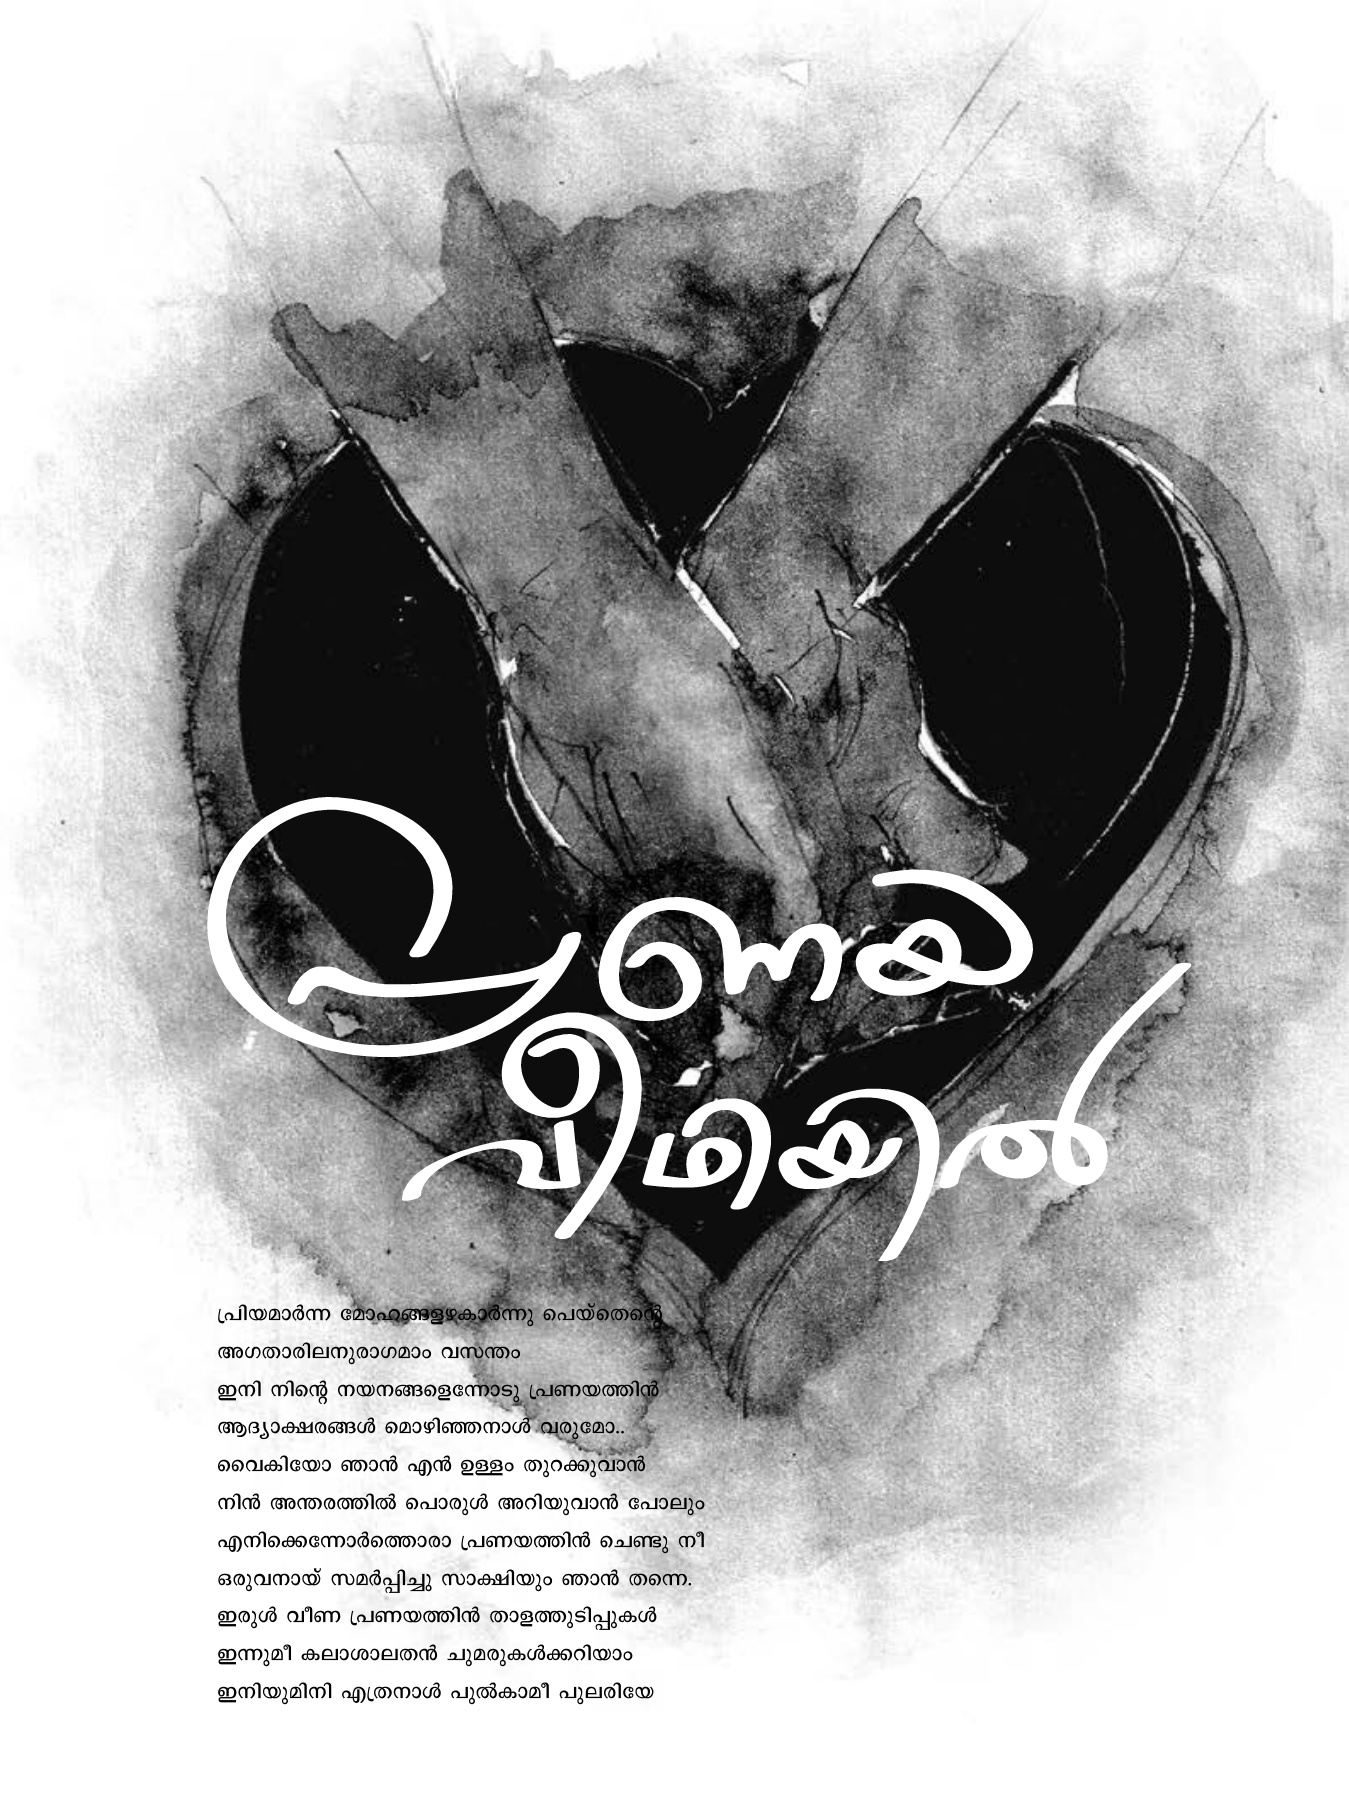 പ്രണയ
വീഥിയിൽ
പ്രിയമാർന്ന മോഹങ്ങളഴകാർന്നു പെയ്തെന്റെ
അഗതാരിലനുരാഗമാം വസന്തം
ഇനി നിന്റെ നയനങ്ങളെന്നോടു പ്രണയത്തിൻ
ആദ്യാക്ഷരങ്ങൾ മൊഴിഞ്ഞനാൾ വരുമോ..
വൈകിയോ ഞാൻ എൻ ഉള്ളം തുറക്കുവാൻ
നിൻ അന്തരത്തിൽ പൊരുൾ അറിയുവാൻ പോലും
എനിക്കെന്നോർത്തൊരാ പ്രണയത്തിൻ ചെണ്ടു നീ
ഒരുവനായ് സമർപ്പിച്ചു സാക്ഷിയും ഞാൻ തന്നെ.
ഇരുൾ വീണ പ്രണയത്തിൻ താളത്തുടിപ്പുകൾ
ഇന്നുമീ കലാശാലതൻ ചുമരുകൾക്കറിയാം
ഇനിയുമിനി എത്രനാൾ പുൽകാമീ പുലരിയേ